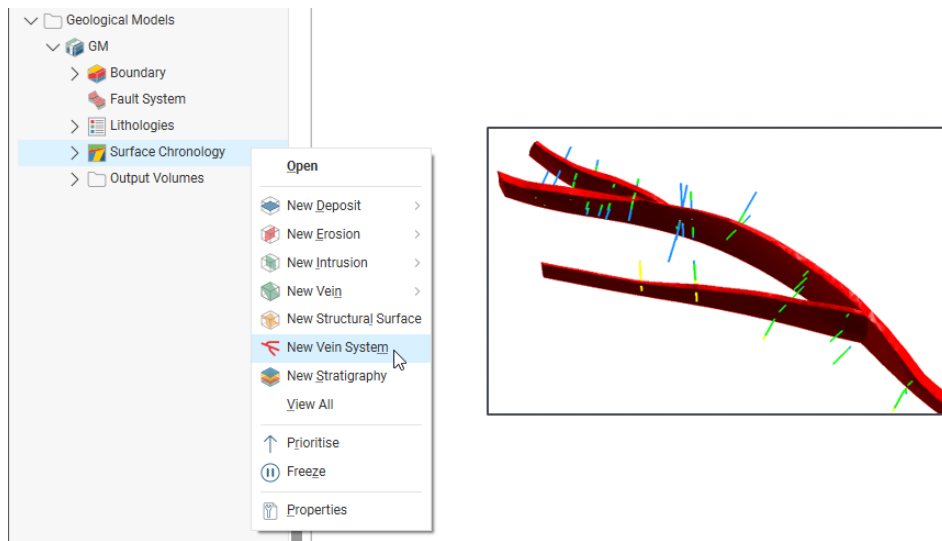 Geological Models
GM
Boundary
Fault System
Lithologies
Surface Chronology
Output Volumes
Open
New Deposit
New Erosion
New Intrusion
New Vein
New Structural Surface
New Vein System
New Stratigraphy
View All
Prioritise
Freeze
Properties